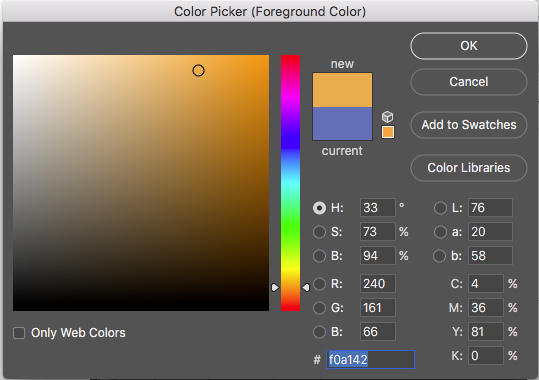 Color Picker (Foreground Color)
new
current
OK
Cancel
Add to Swatches
Color Libraries
H: 33 °
S: 73 %
B: 94 %
R: 240
G: 161
B: 66
# f0a142
L: 76
a: 20
b: 58
C: 4 %
M: 36 %
Y: 81 %
K: 0 %
Only Web Colors